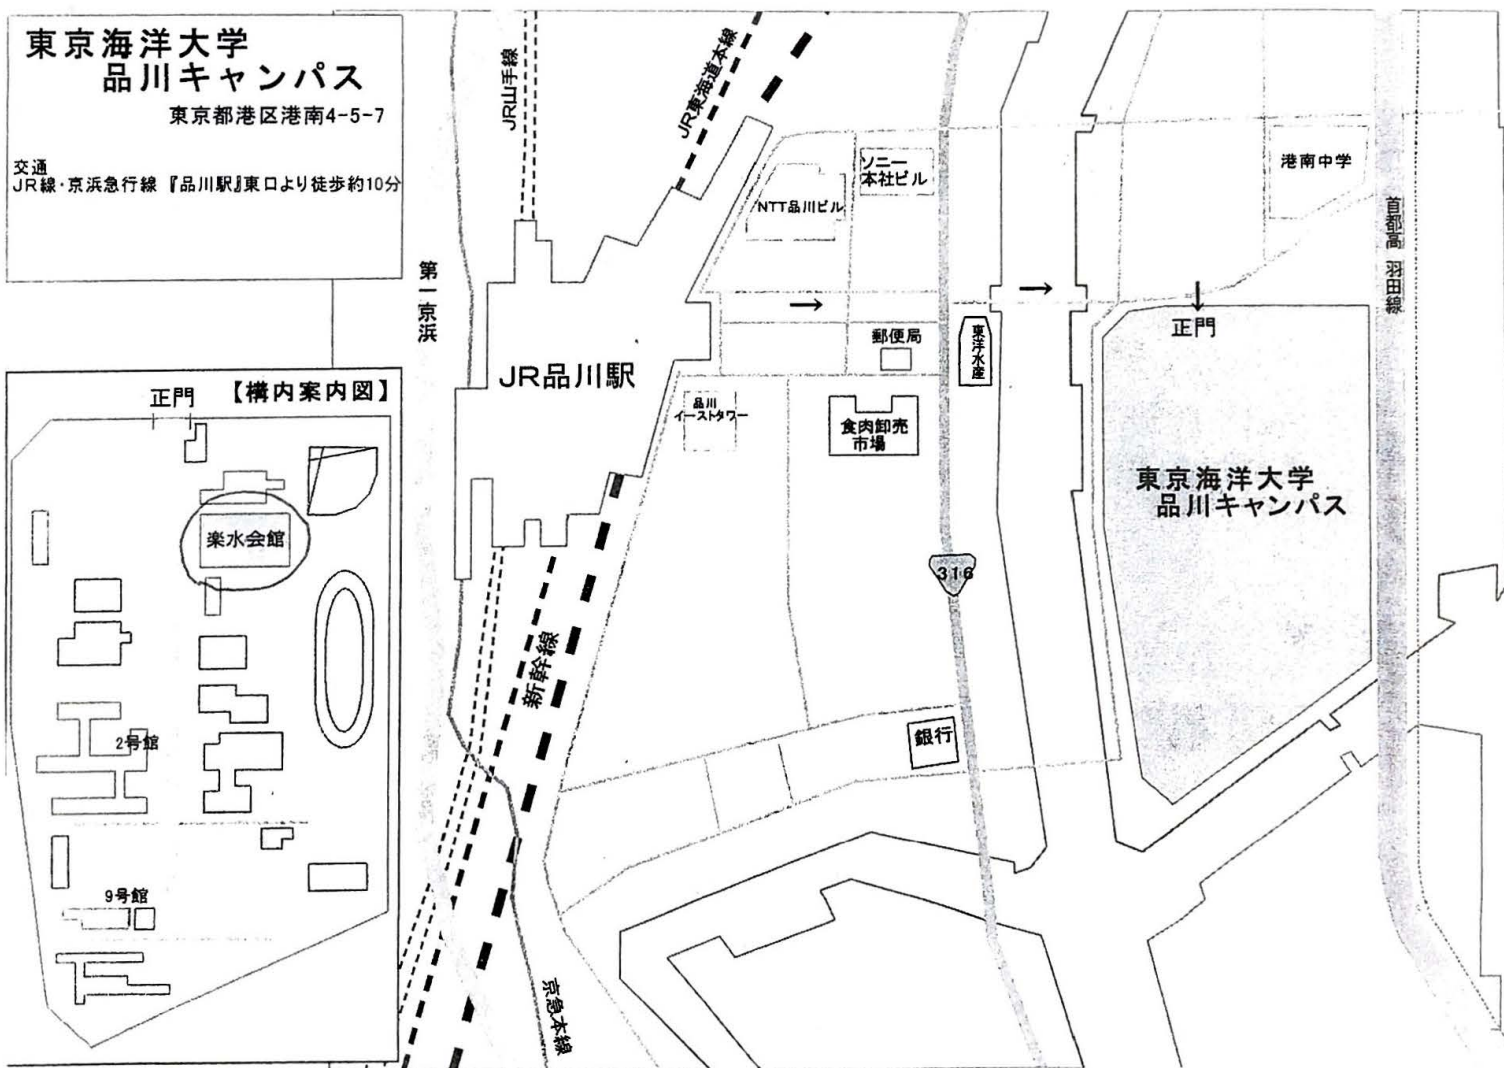 東京海洋大学
品川キャンパス
東京都港区港南4-5-7
交通
JR線・京浜急行線 『品川駅』東口より徒歩約10分
JR山手線
JR東海道本線
ソニー
本社ビル
NTT品川ビル
港南中学
首都高 羽田線
第一京浜
→
→
↓
正門
郵便局
東洋水産
JR品川駅
品川
イーストタワー
食肉卸売
市場
東京海洋大学
品川キャンパス
316
新幹線
銀行
京急本線
【構内案内図】
正門
楽水会館
2号館
9号館